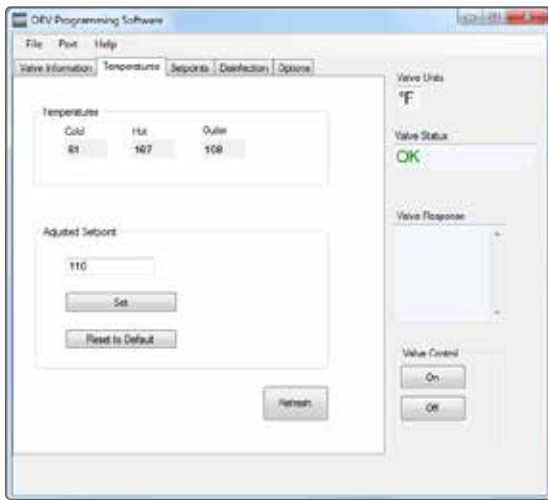 ORV Programming Software
File Port Help
Valve Information Temperatures Setpoints Disinfection Options
Valve Units
°F
Temperatures
Cold Hot Outlet
61 167 108
Valve Status
OK
Valve Response
Adjusted Setpoint
110
Set
Reset to Default
Valve Control
On
Off
Refresh